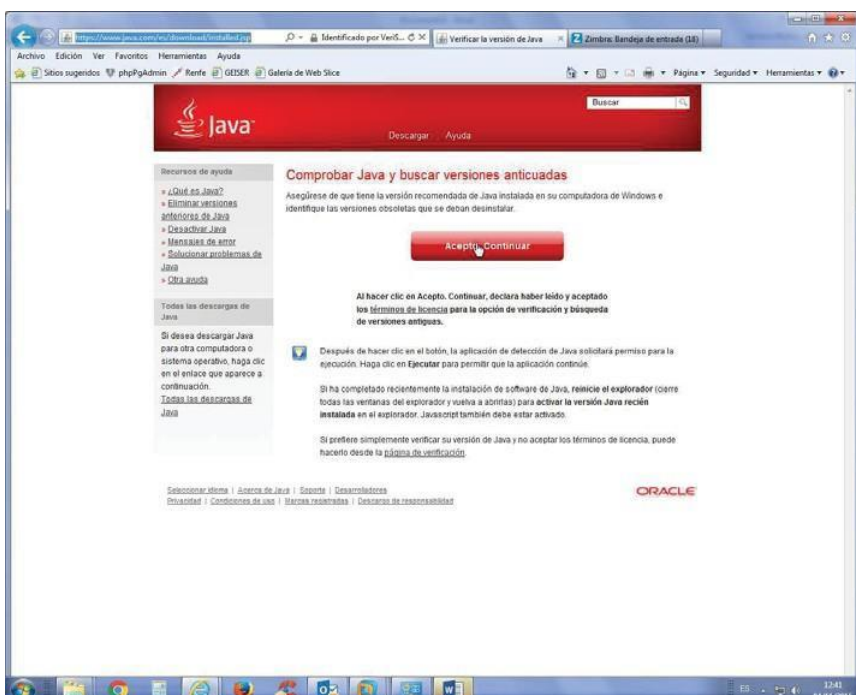 https://www.java.com/es/download/installed.jsp
Identificado por VeriS...
Verificar la versión de Java
Zimbra: Bandeja de entrada (18)
Archivo Edición Ver Favoritos Herramientas Ayuda
Sitios sugeridos phpPgAdmin Renfe GEISER Galería de Web Slice
Página Seguridad Herramientas
Java
Buscar
Descargar Ayuda
Recursos de ayuda
» ¿Qué es Java?
» Eliminar versiones
anteriores de Java
» Desactivar Java
» Mensajes de error
» Solucionar problemas de
Java
» Otra ayuda
Todas las descargas de
Java
Si desea descargar Java
para otra computadora o
sistema operativo, haga clic
en el enlace que aparece a
continuación.
Todas las descargas de
Java
Comprobar Java y buscar versiones anticuadas
Asegúrese de que tiene la versión recomendada de Java instalada en su computadora de Windows e
identifique las versiones obsoletas que se deban desinstalar.
Acepto. Continuar
Al hacer clic en Acepto. Continuar, declara haber leído y aceptado
los términos de licencia para la opción de verificación y búsqueda
de versiones antiguas.
Después de hacer clic en el botón, la aplicación de detección de Java solicitará permiso para la
ejecución. Haga clic en Ejecutar para permitir que la aplicación continúe.
Si ha completado recientemente la instalación de software de Java, reinicie el explorador (cierre
todas las ventanas del explorador y vuelva a abrirlas) para activar la versión Java recién
instalada en el explorador. Javascript también debe estar activado.
Si prefiere simplemente verificar su versión de Java y no aceptar los términos de licencia, puede
hacerlo desde la página de verificación.
Seleccionar idioma | Acerca de Java | Soporte | Desarrolladores
Privacidad | Condiciones de uso | Marcas registradas | Descargo de responsabilidad
ORACLE
ES
12:41